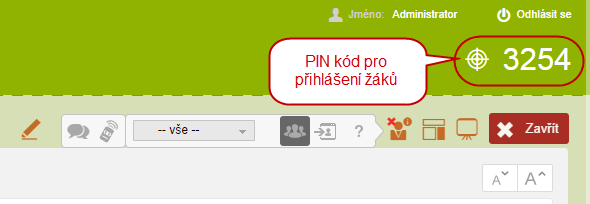 Jméno: Administrator Odhlásit se
PIN kód pro
přihlášení žáků
3254
-- vše --
?
Zavřít
A A